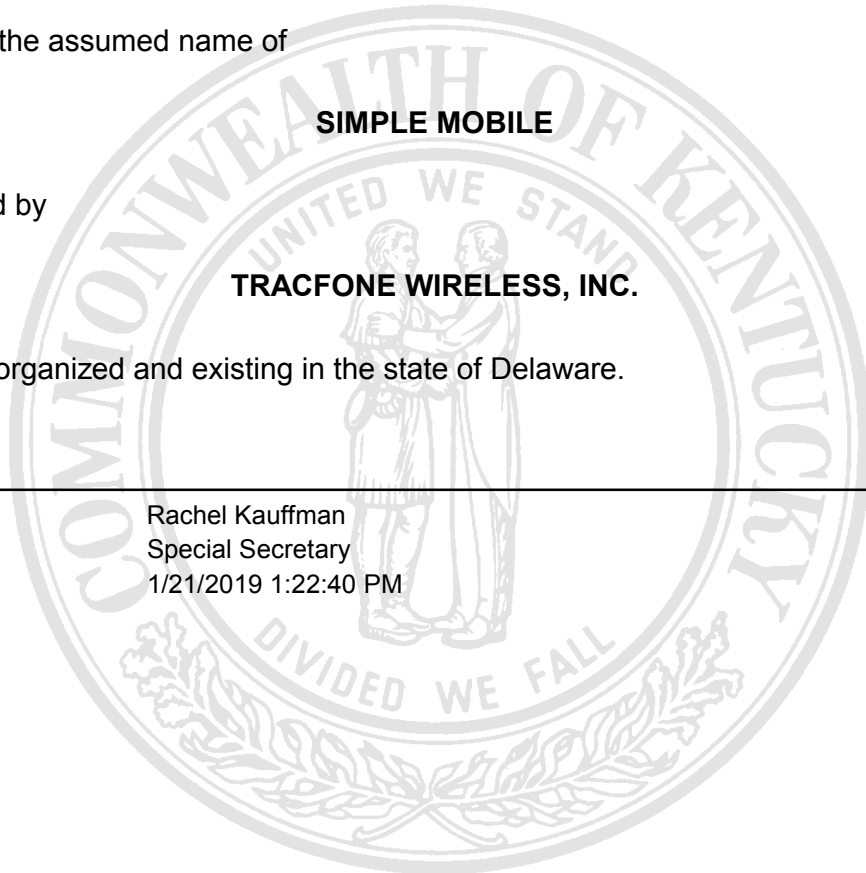 the assumed name of
SIMPLE MOBILE
d by
TRACFONE WIRELESS, INC.
organized and existing in the state of Delaware.
Rachel Kauffman
Special Secretary
1/21/2019 1:22:40 PM
COMMONWEALTH OF KENTUCKY
UNITED WE STAND
DIVIDED WE FALL